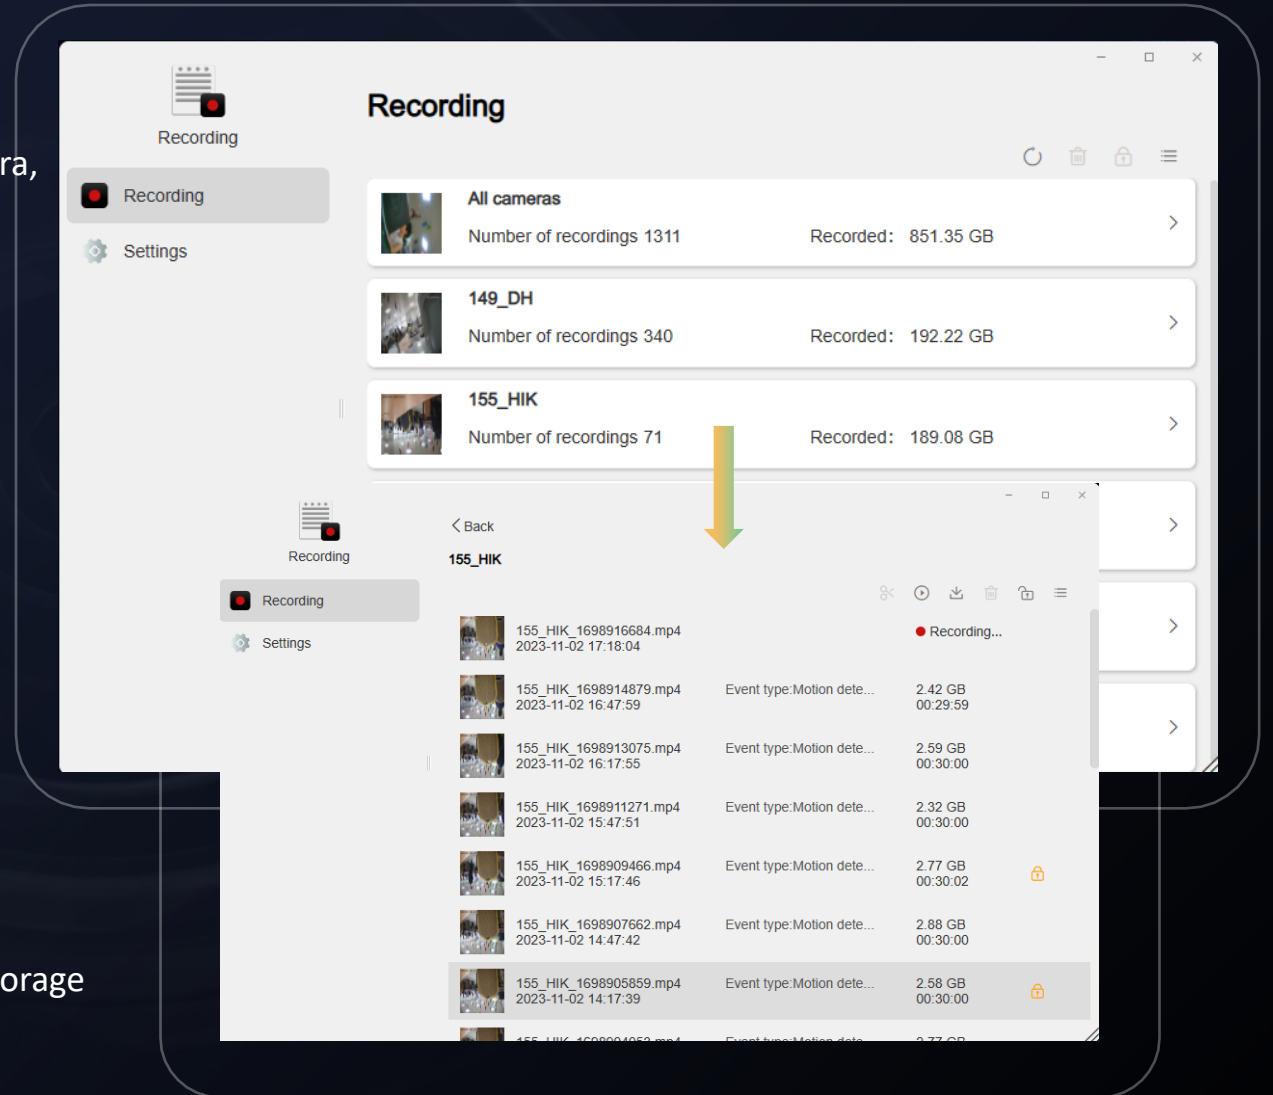 ra,
orage
Recording
Recording
Settings
Recording
All cameras
Number of recordings 1311 Recorded: 851.35 GB
149_DH
Number of recordings 340 Recorded: 192.22 GB
155_HIK
Number of recordings 71 Recorded: 189.08 GB
Recording
Recording
Settings
Back
155_HIK
155_HIK_1698916684.mp4 Recording...
2023-11-02 17:18:04
155_HIK_1698914879.mp4 Event type:Motion dete... 2.42 GB
2023-11-02 16:47:59 00:29:59
155_HIK_1698913075.mp4 Event type:Motion dete... 2.59 GB
2023-11-02 16:17:55 00:30:00
155_HIK_1698911271.mp4 Event type:Motion dete... 2.32 GB
2023-11-02 15:47:51 00:30:00
155_HIK_1698909466.mp4 Event type:Motion dete... 2.77 GB
2023-11-02 15:17:46 00:30:02
155_HIK_1698907662.mp4 Event type:Motion dete... 2.88 GB
2023-11-02 14:47:42 00:30:00
155_HIK_1698905859.mp4 Event type:Motion dete... 2.58 GB
2023-11-02 14:17:39 00:30:00